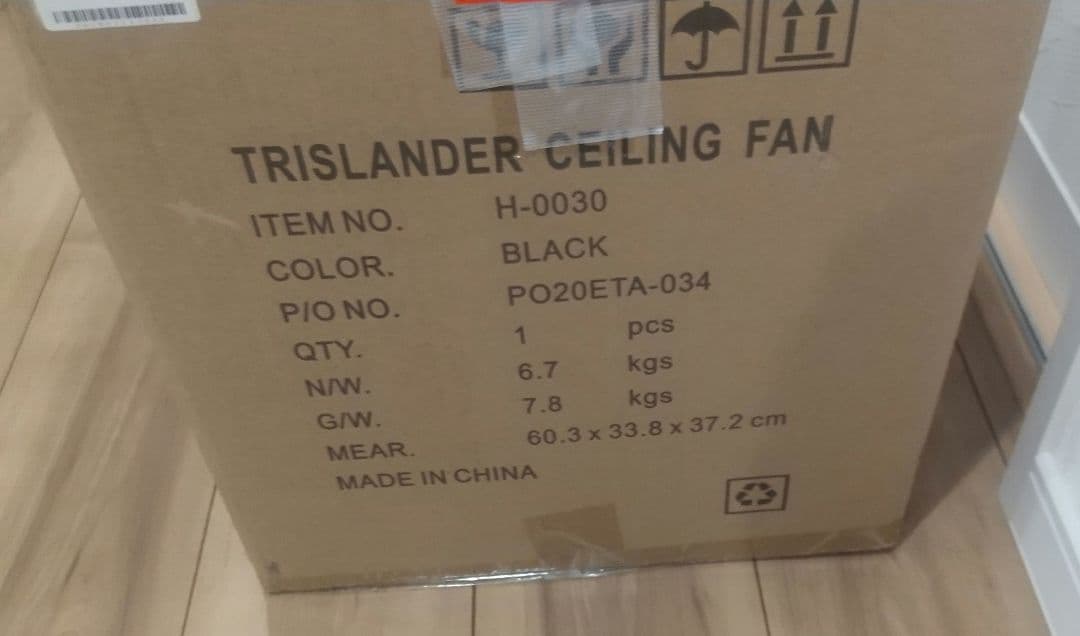 TRISLANDER CEILING FAN
ITEM NO. H-0030
COLOR. BLACK
P/O NO. PO20ETA-034
QTY. 1 pcs
N/W. 6.7 kgs
G/W. 7.8 kgs
MEAR. 60.3 x 33.8 x 37.2 cm
MADE IN CHINA